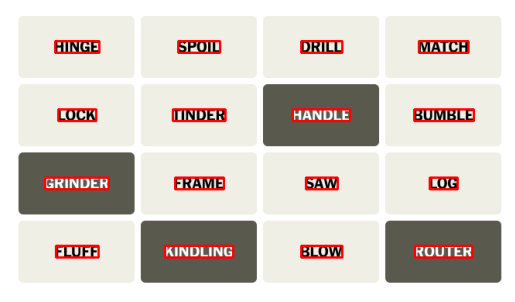 HINGE SPOIL DRILL MATCH
LOCK TINDER HANDLE BUMBLE
GRINDER FRAME SAW LOG
FLUFF KINDLING BLOW ROUTER